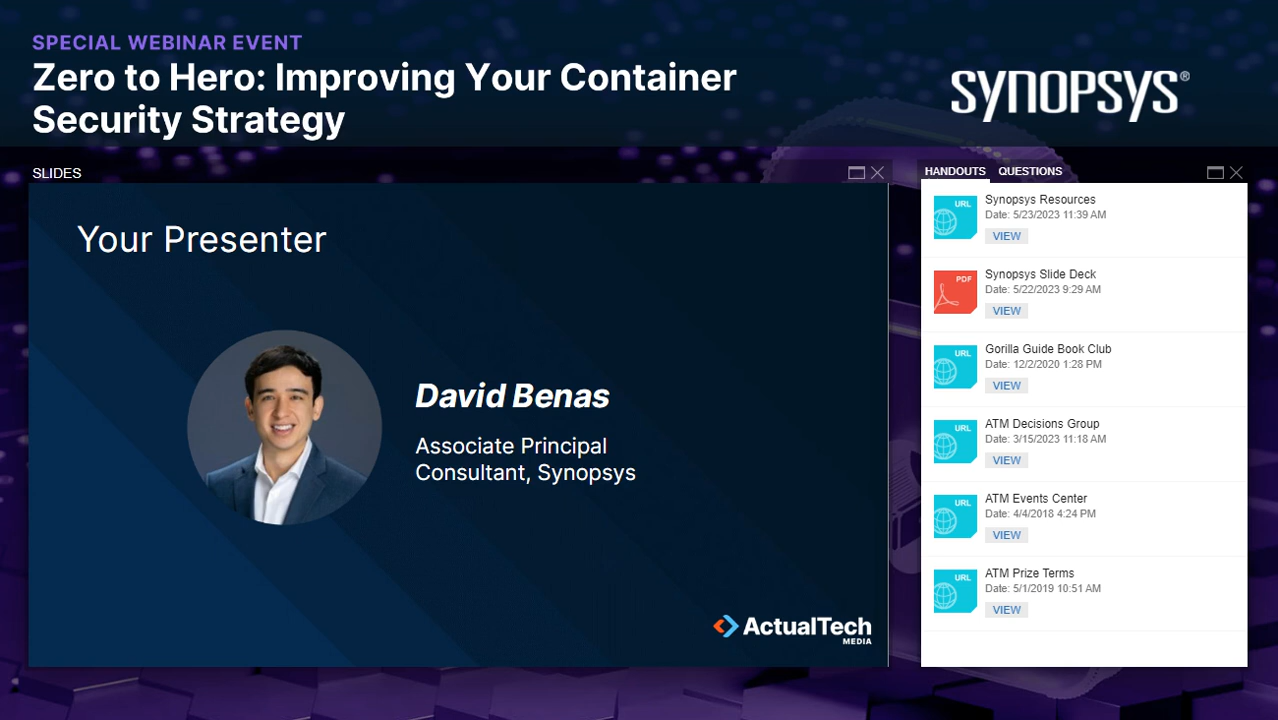 SPECIAL WEBINAR EVENT
Zero to Hero: Improving Your Container
Security Strategy
SYNOPSYS®
SLIDES
Your Presenter
David Benas
Associate Principal
Consultant, Synopsys
ActualTech
MEDIA
HANDOUTS QUESTIONS
URL
Synopsys Resources
Date: 5/23/2023 11:39 AM
VIEW
PDF
Synopsys Slide Deck
Date: 5/22/2023 9:29 AM
VIEW
URL
Gorilla Guide Book Club
Date: 12/2/2020 1:28 PM
VIEW
URL
ATM Decisions Group
Date: 3/15/2023 11:18 AM
VIEW
URL
ATM Events Center
Date: 4/4/2018 4:24 PM
VIEW
URL
ATM Prize Terms
Date: 5/1/2019 10:51 AM
VIEW